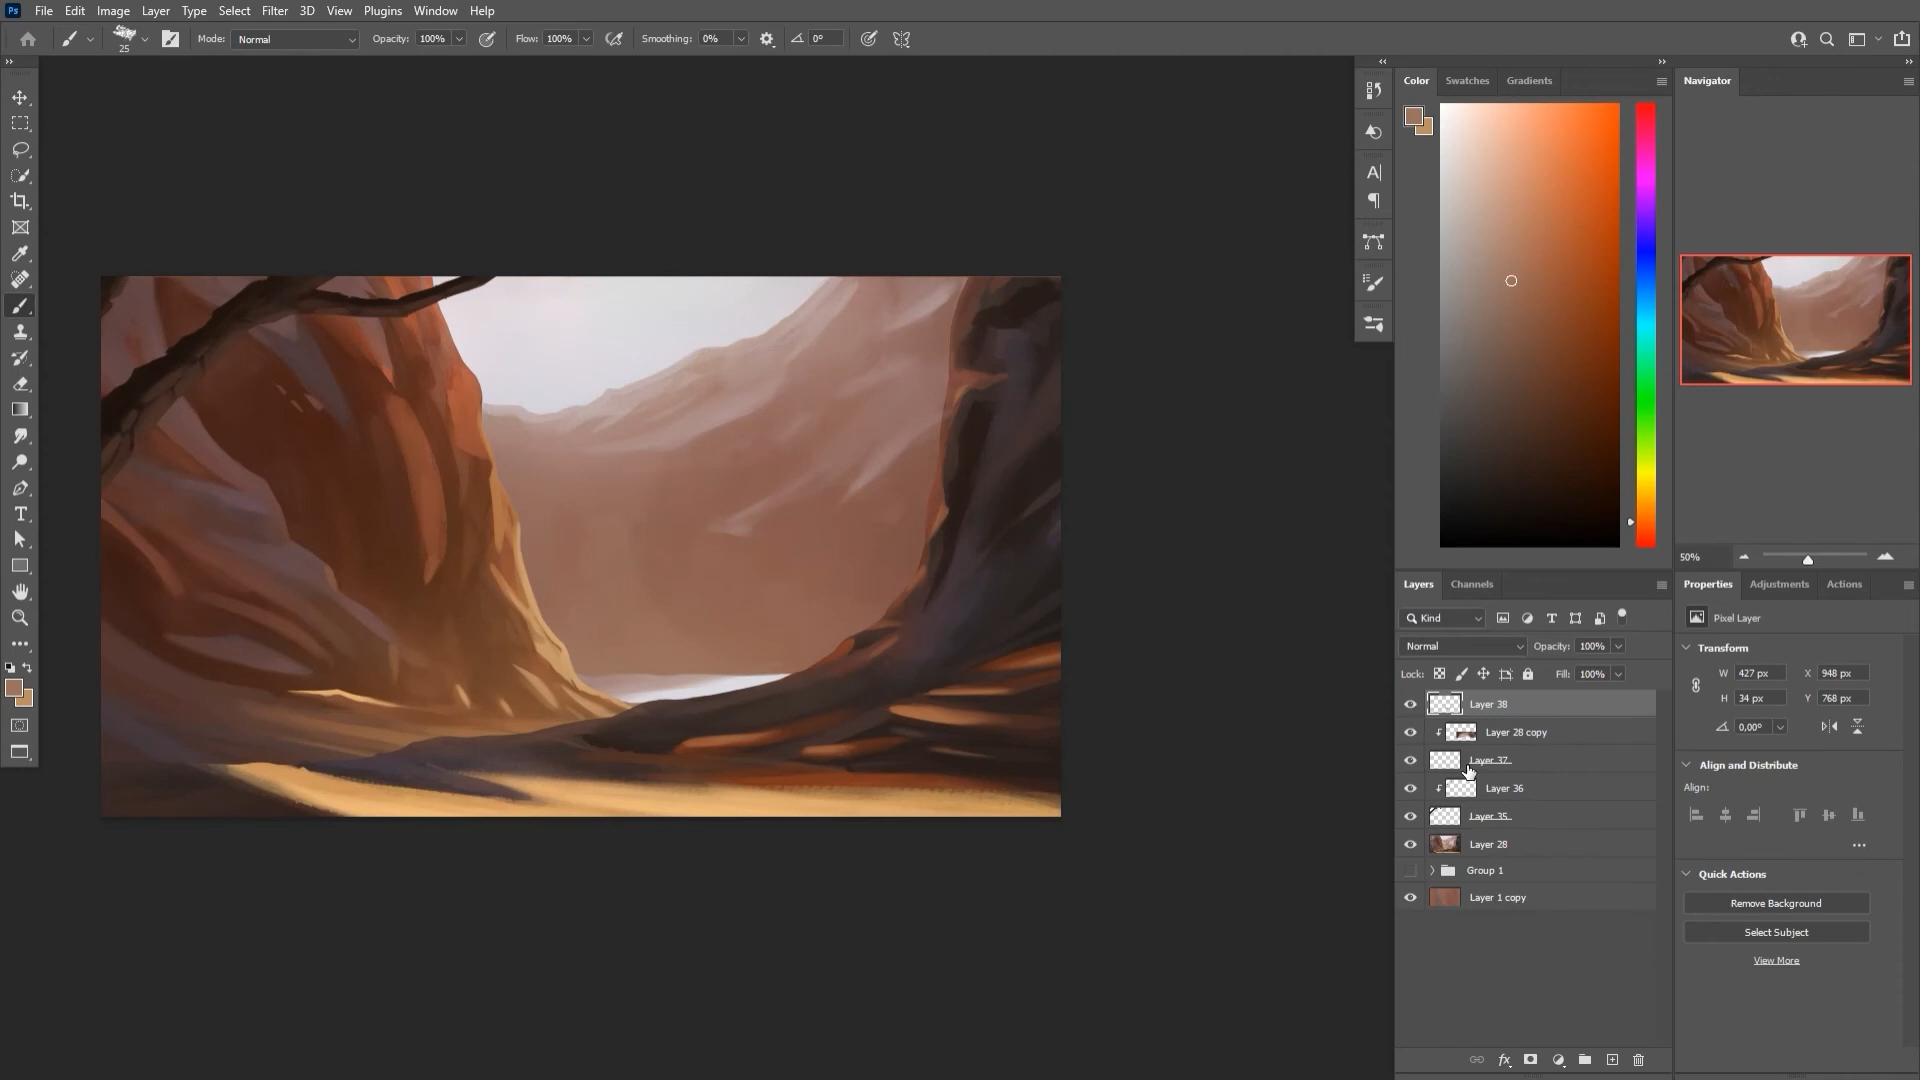 Ps File Edit Image Layer Type Select Filter 3D View Plugins Window Help
25 Mode: Normal Opacity: 100% Flow: 100% Smoothing: 0% 0°
Color Swatches Gradients
Navigator
50%
Layers Channels
Kind
Normal Opacity: 100%
Lock: Fill: 100%
Layer 38
Layer 28 copy
Layer 37
Layer 36
Layer 35
Layer 28
Group 1
Layer 1 copy
Properties Adjustments Actions
Pixel Layer
Transform
W 427 px X 948 px
H 34 px Y 768 px
0,00°
Align and Distribute
Align:
Quick Actions
Remove Background
Select Subject
View More